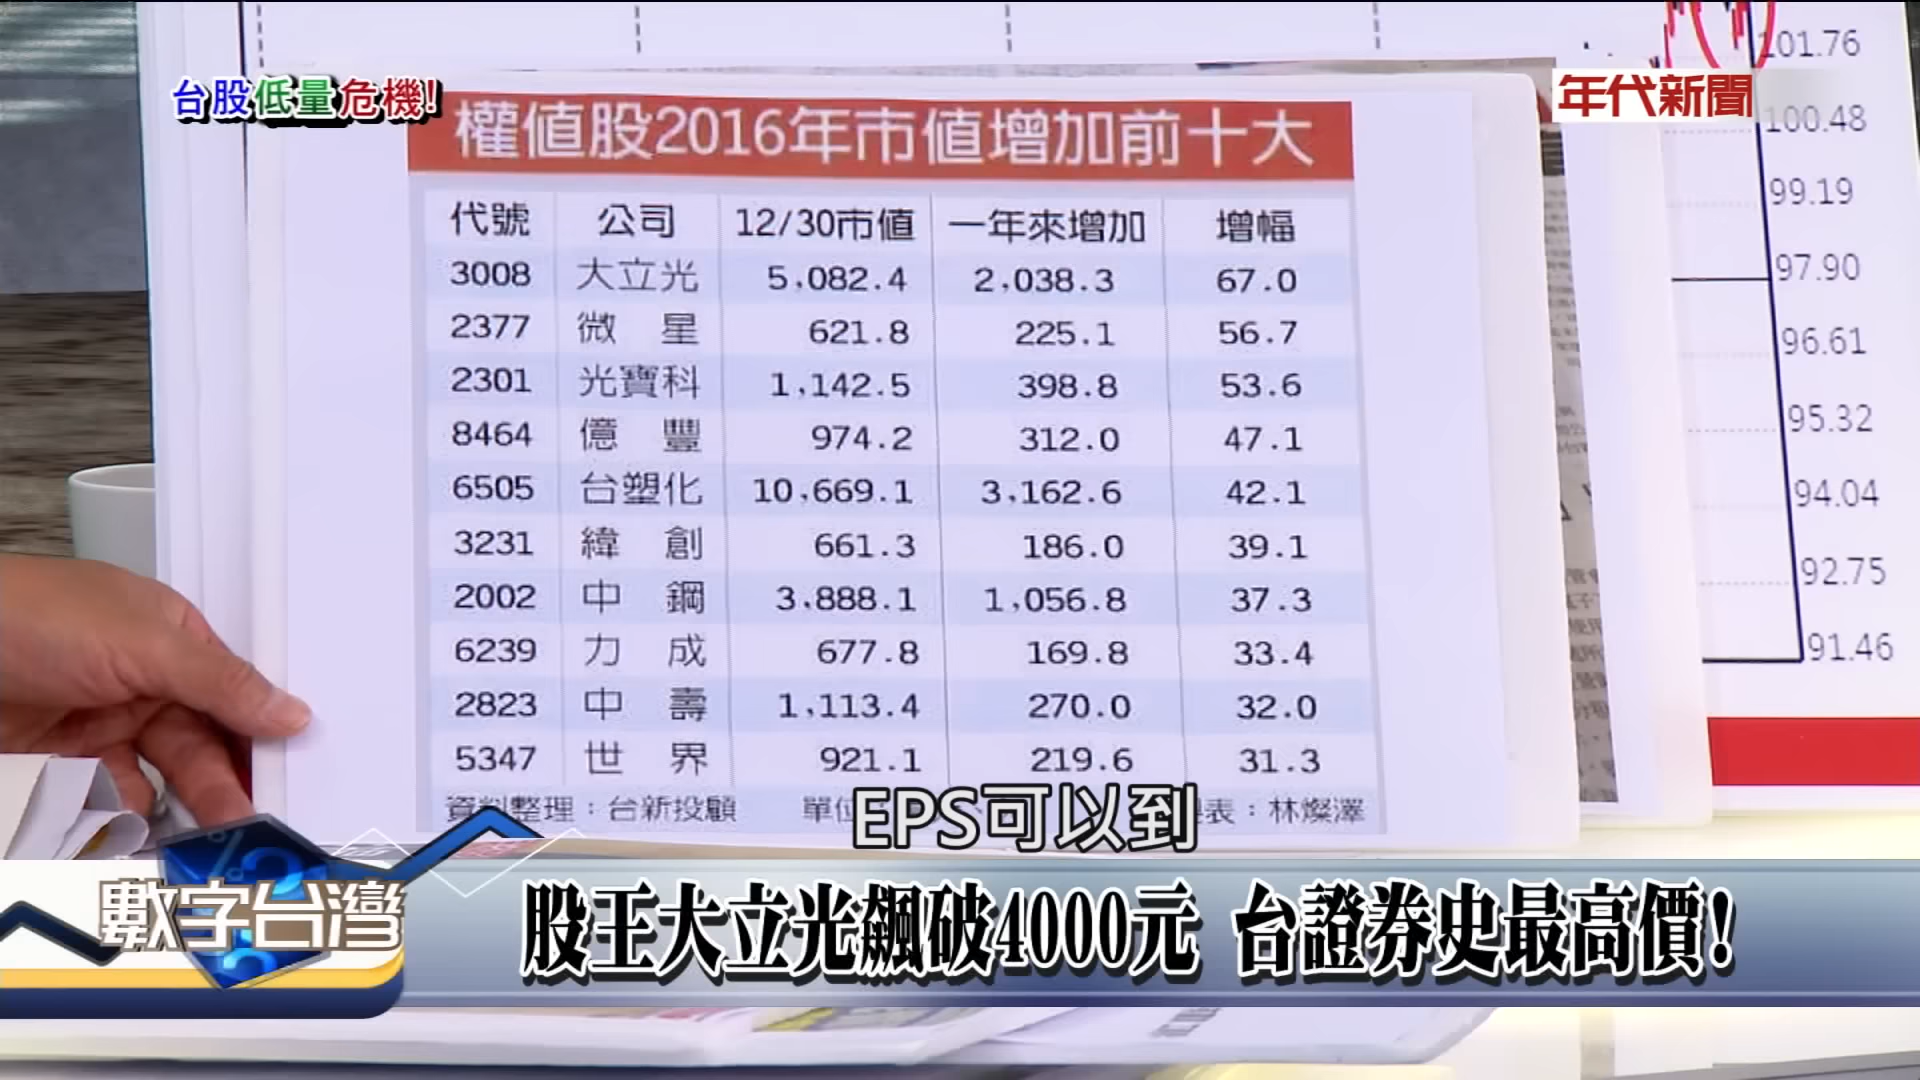 台股低量危機!
年代新聞
權值股2016年市值增加前十大
代號 公司 12/30市值 一年來增加 增幅
3008 大立光 5,082.4 2,038.3 67.0
2377 微星 621.8 225.1 56.7
2301 光寶科 1,142.5 398.8 53.6
8464 億豐 974.2 312.0 47.1
6505 台塑化 10,669.1 3,162.6 42.1
3231 緯創 661.3 186.0 39.1
2002 中鋼 3,888.1 1,056.8 37.3
6239 力成 677.8 169.8 33.4
2823 中壽 1,113.4 270.0 32.0
5347 世界 921.1 219.6 31.3
資料整理：台新投顧 單位 表：林燦澤
101.76
100.48
99.19
97.90
96.61
95.32
94.04
92.75
91.46
EPS可以到
數字台灣
股王大立光飆破4000元 台證券史最高價!